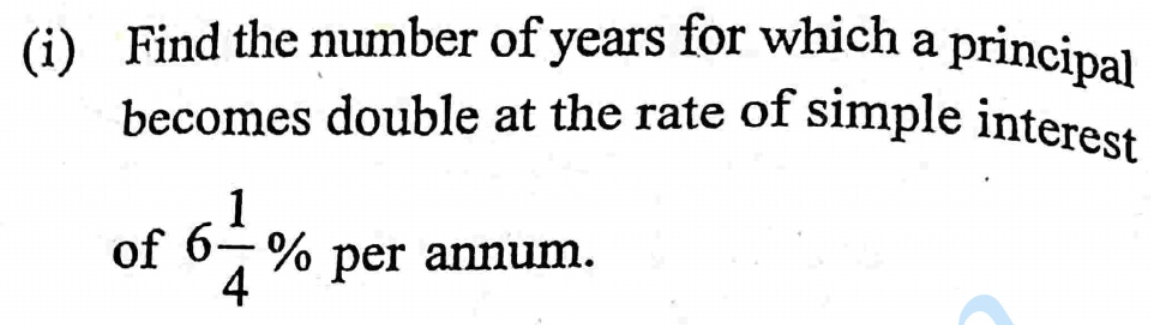 (i) Find the number of years for which a principal
becomes double at the rate of simple interest
of 6 1/4 % per annum.